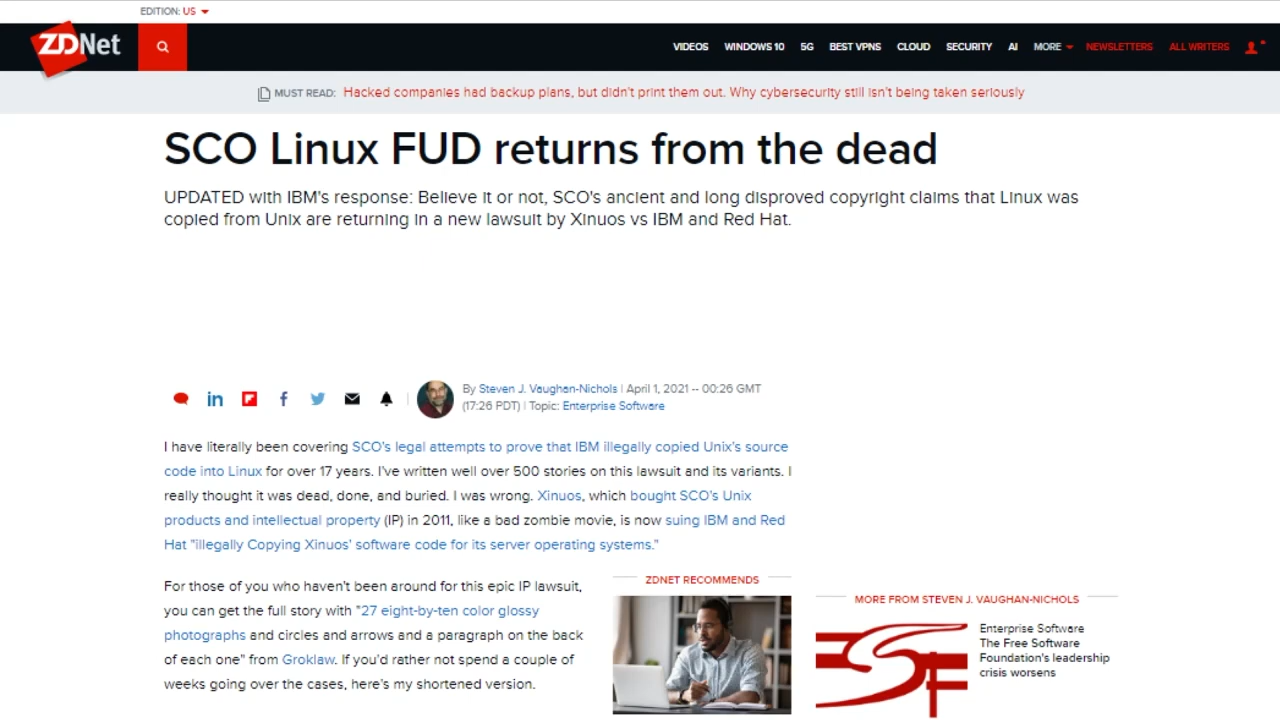 EDITION: US
ZDNet
VIDEOS WINDOWS 10 5G BEST VPNS CLOUD SECURITY AI MORE NEWSLETTERS ALL WRITERS
MUST READ: Hacked companies had backup plans, but didn't print them out. Why cybersecurity still isn't being taken seriously
SCO Linux FUD returns from the dead
UPDATED with IBM's response: Believe it or not, SCO's ancient and long disproved copyright claims that Linux was
copied from Unix are returning in a new lawsuit by Xinuos vs IBM and Red Hat.
By Steven J. Vaughan-Nichols | April 1, 2021 -- 00:26 GMT
(17:26 PDT) | Topic: Enterprise Software
I have literally been covering SCO's legal attempts to prove that IBM illegally copied Unix's source
code into Linux for over 17 years. I've written well over 500 stories on this lawsuit and its variants. I
really thought it was dead, done, and buried. I was wrong. Xinuos, which bought SCO's Unix
products and intellectual property (IP) in 2011, like a bad zombie movie, is now suing IBM and Red
Hat "illegally Copying Xinuos' software code for its server operating systems."
For those of you who haven't been around for this epic IP lawsuit,
you can get the full story with "27 eight-by-ten color glossy
photographs and circles and arrows and a paragraph on the back
of each one" from Groklaw. If you'd rather not spend a couple of
weeks going over the cases, here's my shortened version.
ZDNET RECOMMENDS
MORE FROM STEVEN J. VAUGHAN-NICHOLS
Enterprise Software
The Free Software
Foundation's leadership
crisis worsens